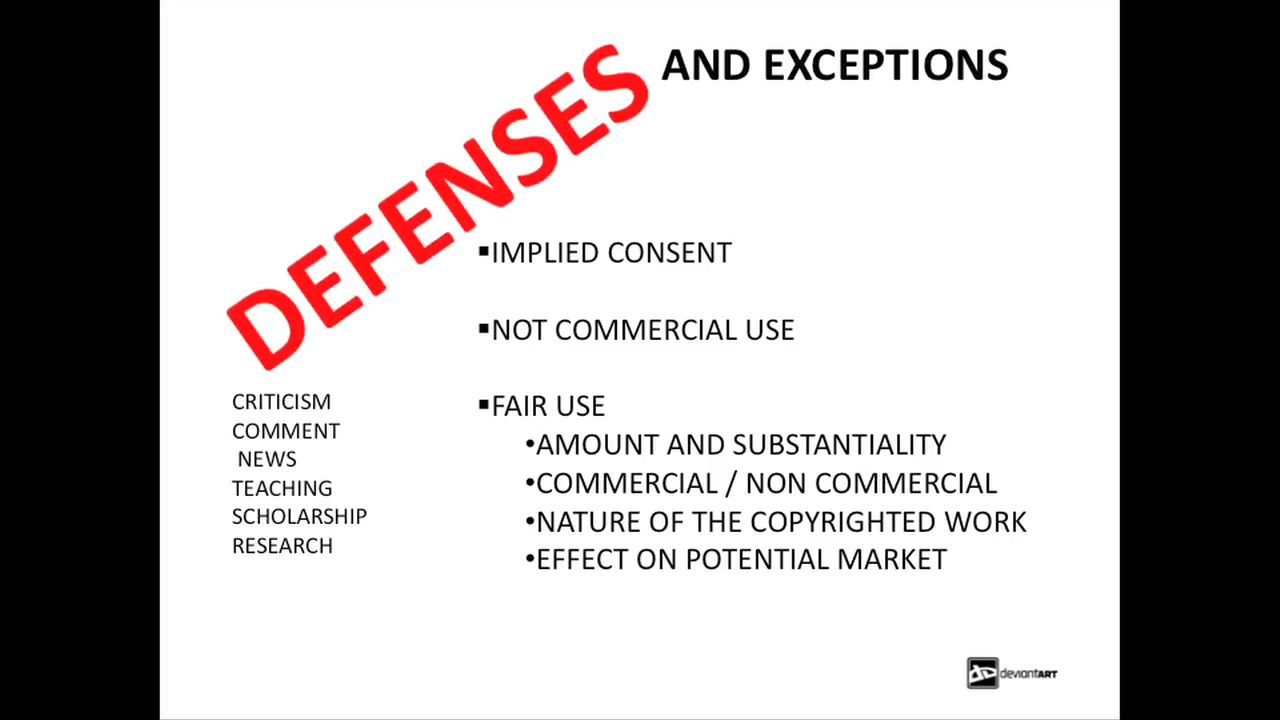 DEFENSES
AND EXCEPTIONS
▪IMPLIED CONSENT
▪NOT COMMERCIAL USE
▪FAIR USE
•AMOUNT AND SUBSTANTIALITY
•COMMERCIAL / NON COMMERCIAL
•NATURE OF THE COPYRIGHTED WORK
•EFFECT ON POTENTIAL MARKET
CRITICISM
COMMENT
NEWS
TEACHING
SCHOLARSHIP
RESEARCH
deviantART